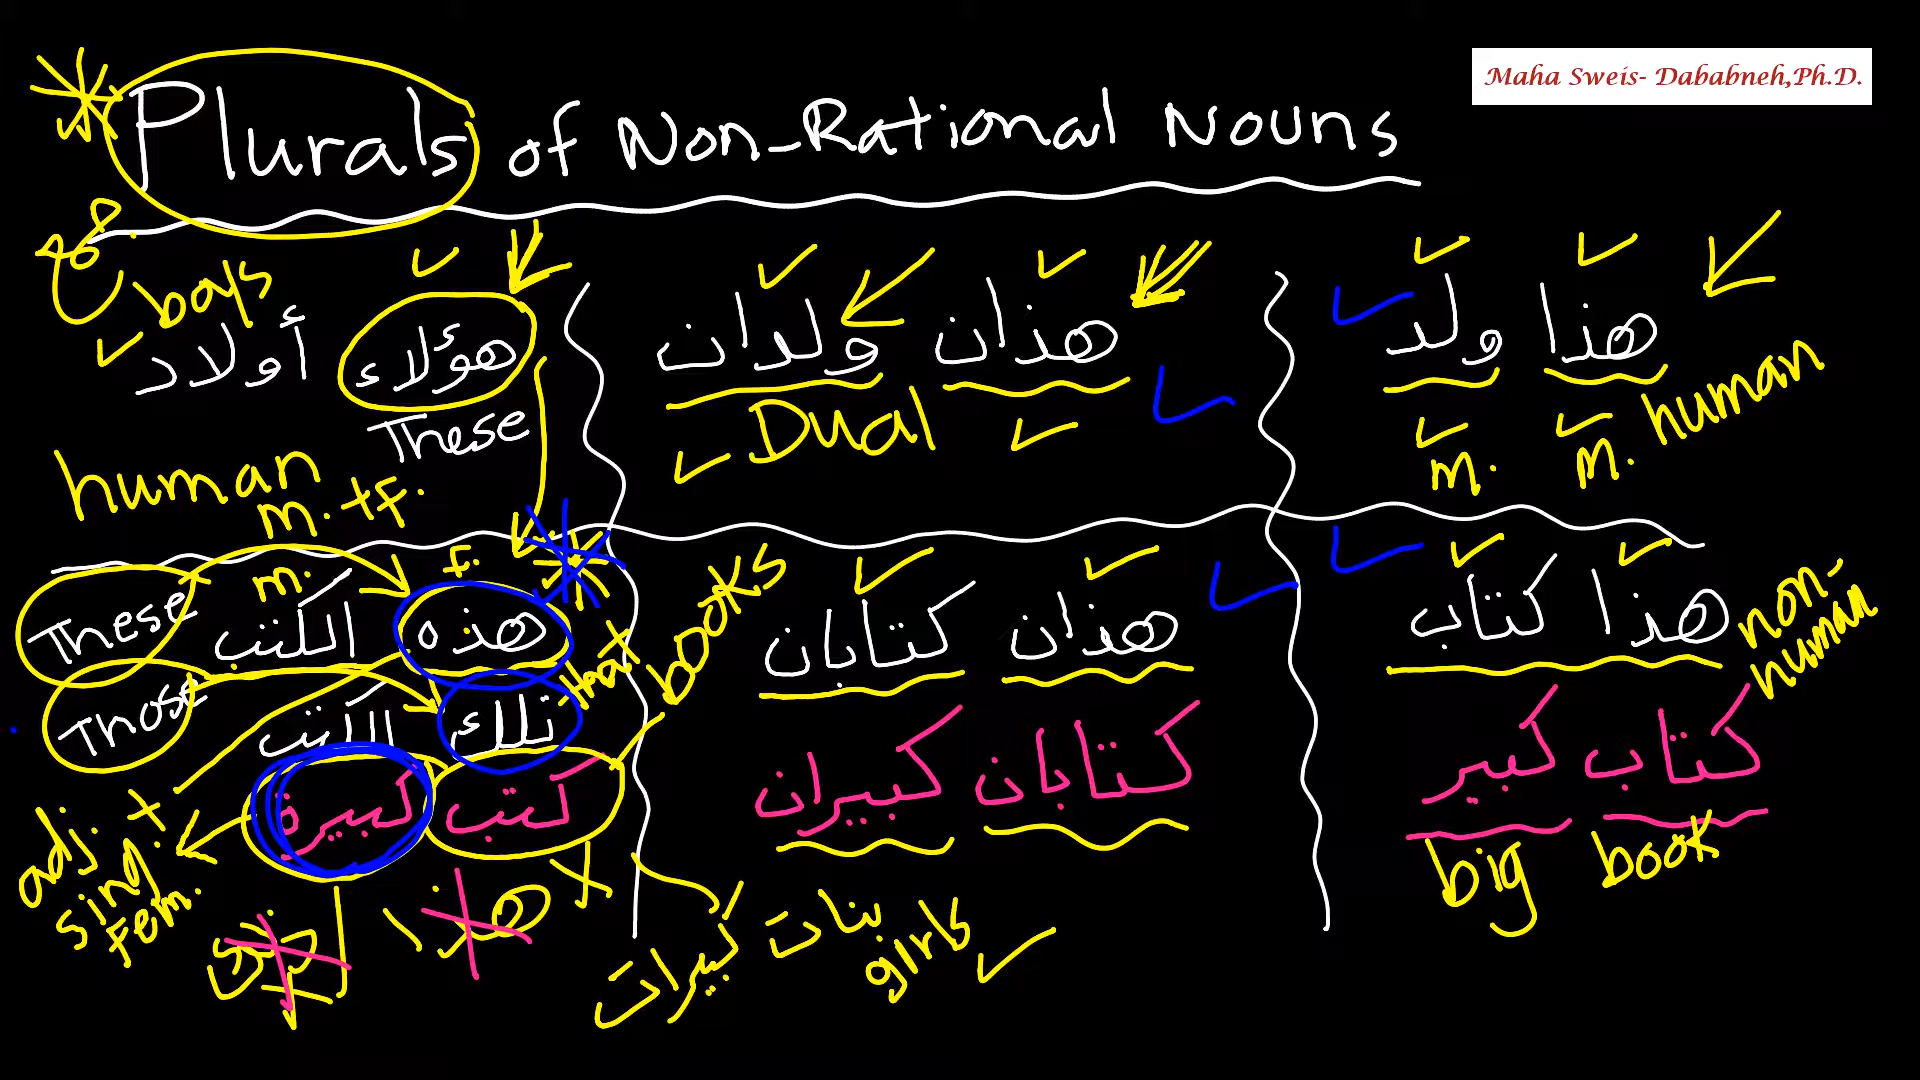 Maha Sweis- Dababneh,Ph.D.
Plurals of Non-Rational Nouns
هذا ولد
m. m. human
هذان ولدان
Dual
boys
هؤلاء أولاد
These
human
m. + f.
هذا كتاب
non-human
كتاب كبير
big book
هذان كتابان
كتابان كبيران
books
m. f.
These هذه الكتب
that
Those تلك الكتب
كتب كبيرة
adj. +
sing.
fem.
هذا
بنات كبيرات
girls